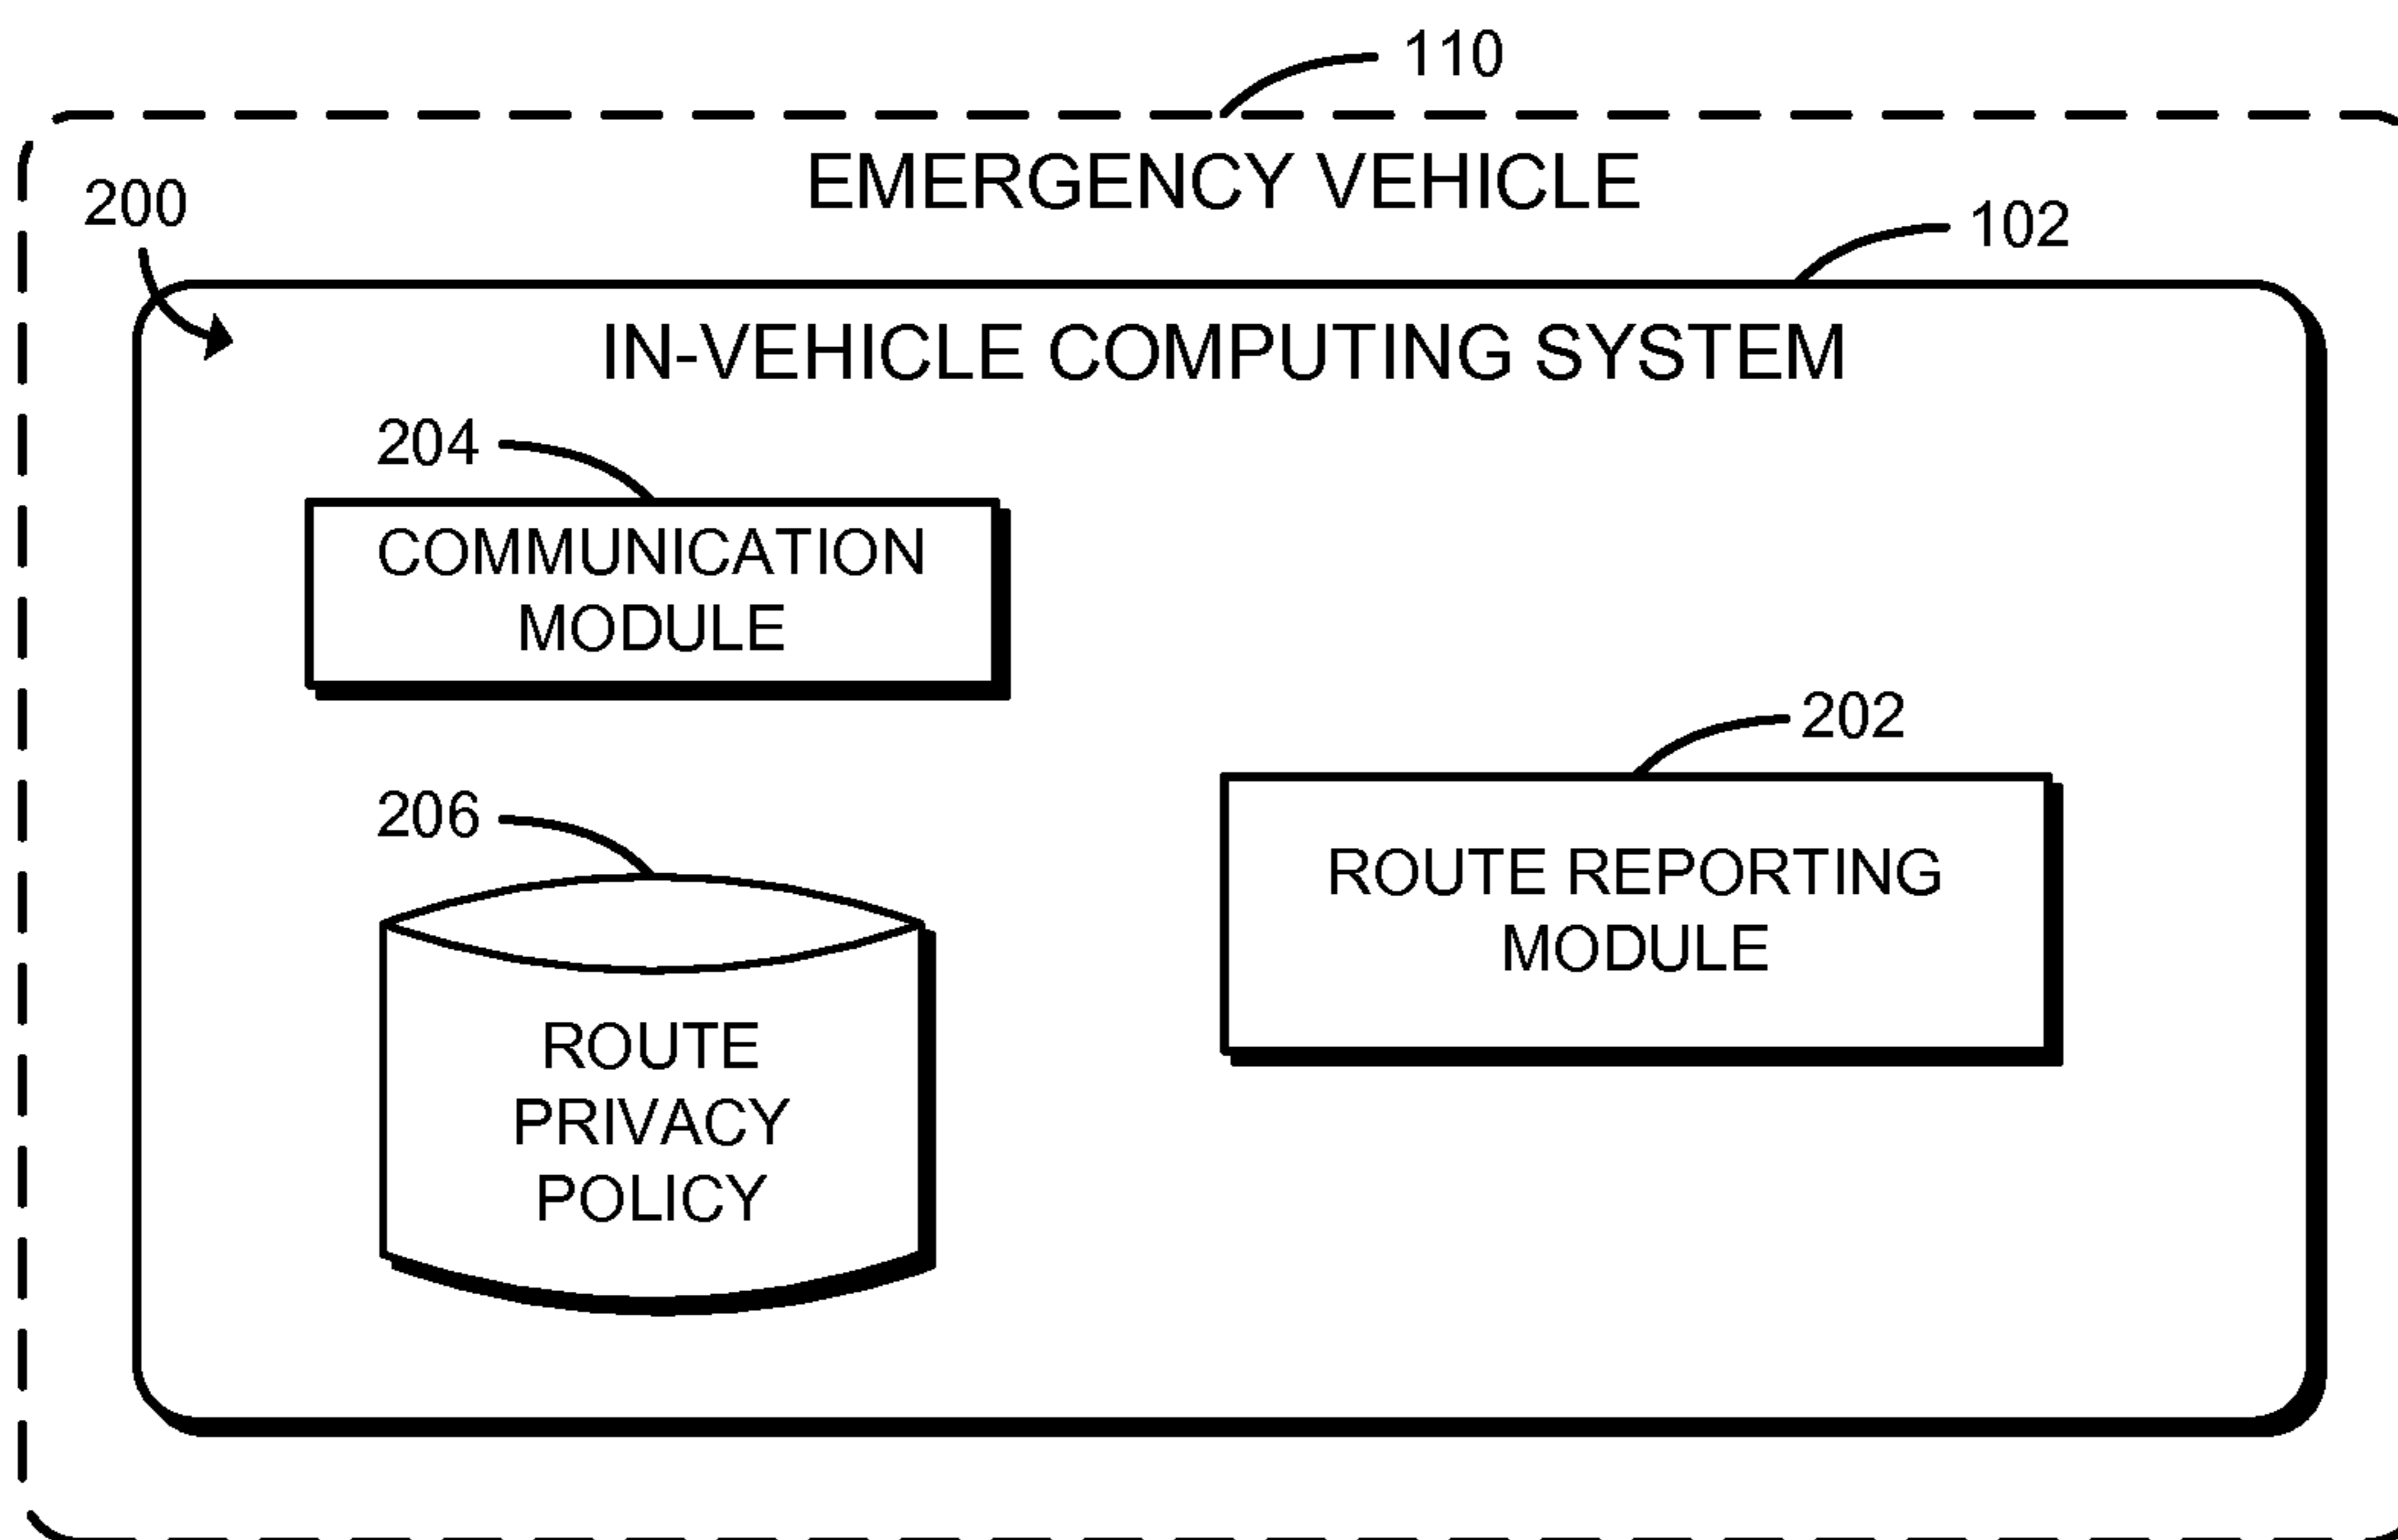 110
EMERGENCY VEHICLE
200
102
IN-VEHICLE COMPUTING SYSTEM
204
COMMUNICATION
MODULE
202
ROUTE REPORTING
MODULE
206
ROUTE
PRIVACY
POLICY